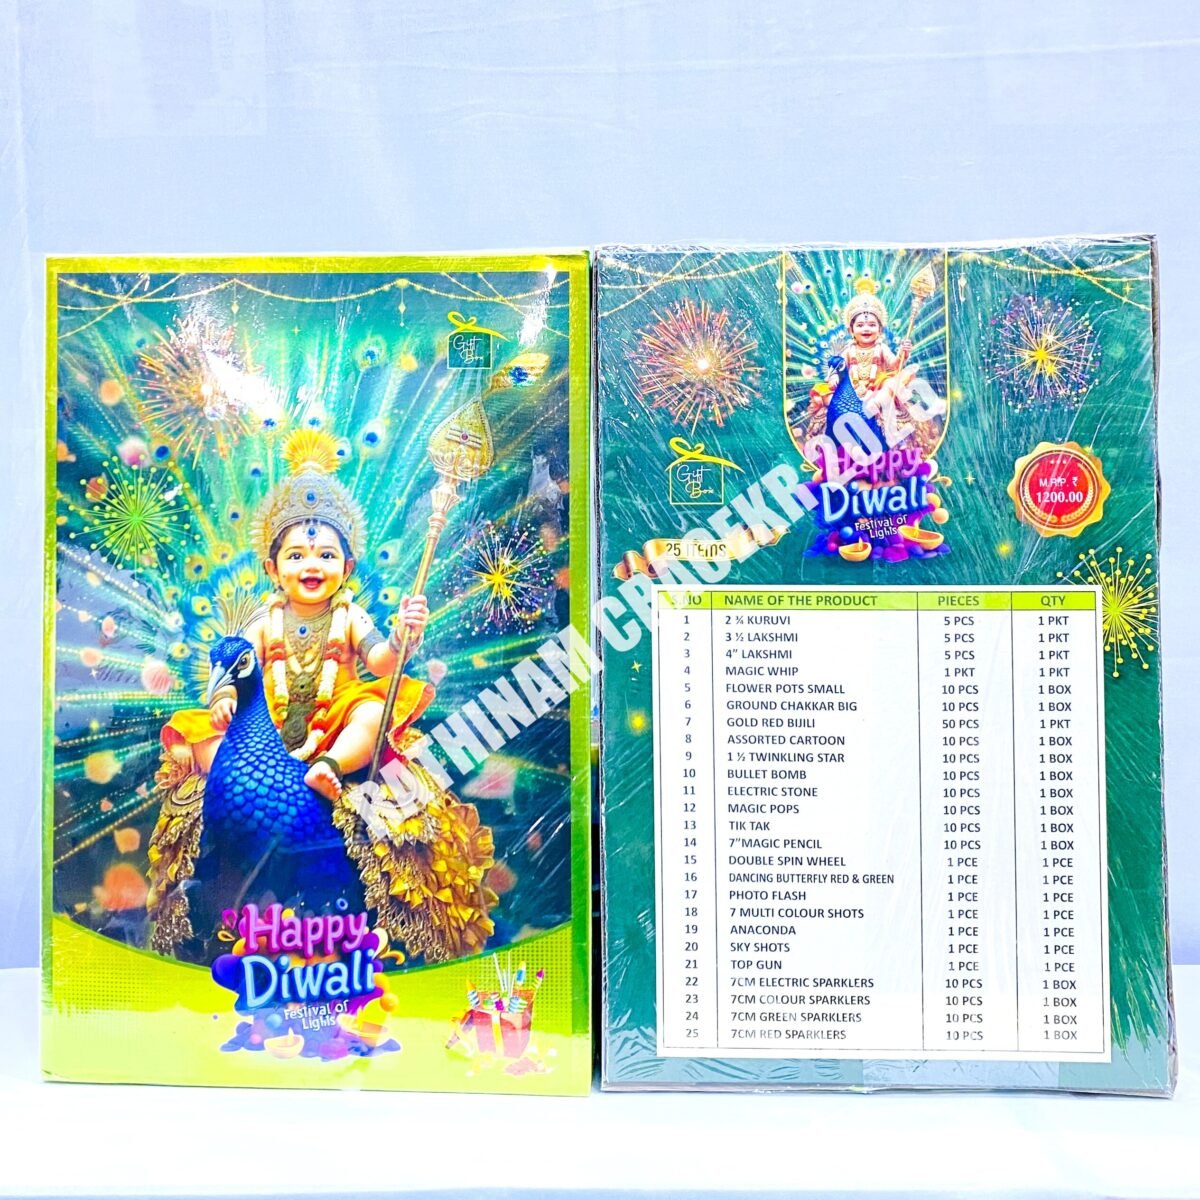 Gift
Box
Happy
Diwali
Festival of
Lights
Gift
Box
Happy
Diwali
Festival of
Lights
M.R.P. ₹
1200.00
25 ITEMS
S.NO NAME OF THE PRODUCT PIECES QTY
1 2 ¾ KURUVI 5 PCS 1 PKT
2 3 ½ LAKSHMI 5 PCS 1 PKT
3 4” LAKSHMI 5 PCS 1 PKT
4 MAGIC WHIP 1 PKT 1 PKT
5 FLOWER POTS SMALL 10 PCS 1 BOX
6 GROUND CHAKKAR BIG 10 PCS 1 BOX
7 GOLD RED BIJILI 50 PCS 1 PKT
8 ASSORTED CARTOON 10 PCS 1 BOX
9 1 ½ TWINKLING STAR 10 PCS 1 BOX
10 BULLET BOMB 10 PCS 1 BOX
11 ELECTRIC STONE 10 PCS 1 BOX
12 MAGIC POPS 10 PCS 1 BOX
13 TIK TAK 10 PCS 1 BOX
14 7”MAGIC PENCIL 10 PCS 1 BOX
15 DOUBLE SPIN WHEEL 1 PCE 1 PCE
16 DANCING BUTTERFLY RED & GREEN 1 PCE 1 PCE
17 PHOTO FLASH 1 PCE 1 PCE
18 7 MULTI COLOUR SHOTS 1 PCE 1 PCE
19 ANACONDA 1 PCE 1 PCE
20 SKY SHOTS 1 PCE 1 PCE
21 TOP GUN 1 PCE 1 PCE
22 7CM ELECTRIC SPARKLERS 10 PCS 1 BOX
23 7CM COLOUR SPARKLERS 10 PCS 1 BOX
24 7CM GREEN SPARKLERS 10 PCS 1 BOX
25 7CM RED SPARKLERS 10 PCS 1 BOX
RATHINAM CRACEKR 2025